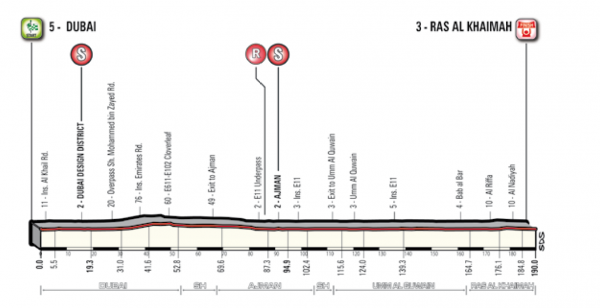 5 - DUBAI
3 - RAS AL KHAIMAH
S
R
S
11 - Ins. Al Khail Rd.
2 - DUBAI DESIGN DISTRICT
20 - Overpass Sh. Mohammed bin Zayed Rd.
76 - Ins. Emirates Rd.
60 - E611-E102 Cloverleaf
49 - Exit to Ajman
2 - E11 Underpass
2 - AJMAN
5 - Ins. E11
3 - Exit to Umm Al Quwain
3 - Umm Al Quwain
5 - Ins. E11
4 - Bab al Bar
10 - Al Riffa
10 - Al Nadiyah
0.0 5.5 19.3 31.0 41.6 52.8 69.6 87.3 94.9 102.4 115.6 124.0 139.3 164.7 176.1 184.8 190.0
SDS
DUBAI SH AJMAN SH UMM AL QUWAIN RAS AL KHAIMAH